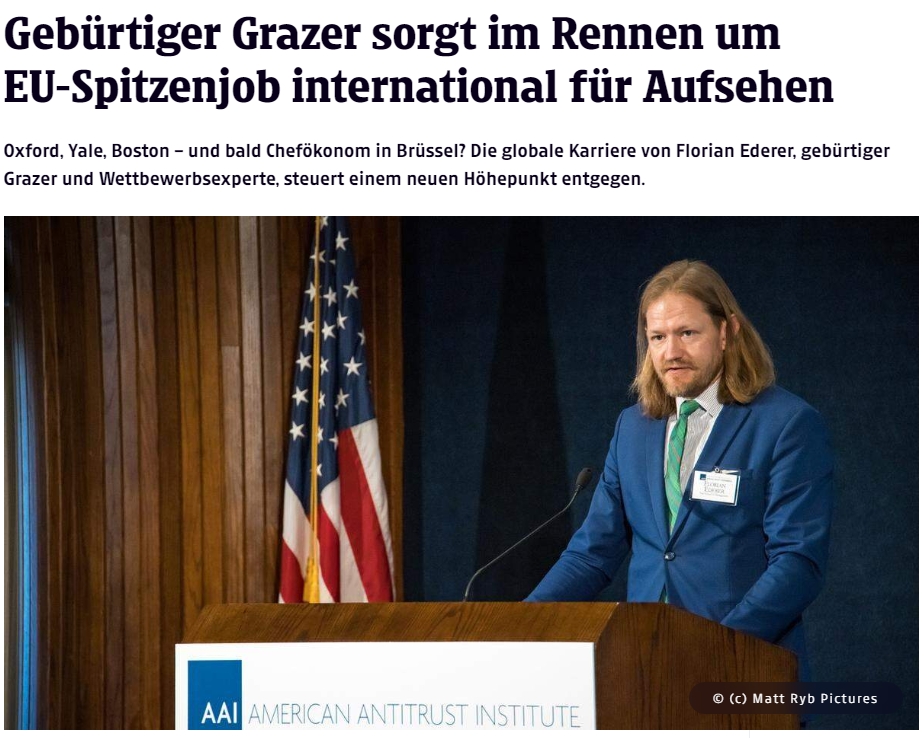 Gebürtiger Grazer sorgt im Rennen um
EU-Spitzenjob international für Aufsehen
Oxford, Yale, Boston – und bald Chefökonom in Brüssel? Die globale Karriere von Florian Ederer, gebürtiger
Grazer und Wettbewerbsexperte, steuert einem neuen Höhepunkt entgegen.
FLORIAN
EDERER
AAI AMERICAN ANTITRUST INSTITUTE
© (c) Matt Ryb Pictures